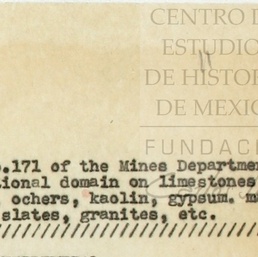 CENTRO D
ESTUDIO
DE HISTOR
DE MEXIC
FUNDAC
.171 of the Mines Departmen
tional domain on limestones
, ochers, kaolin, gypsum. m
slates, granites, etc.